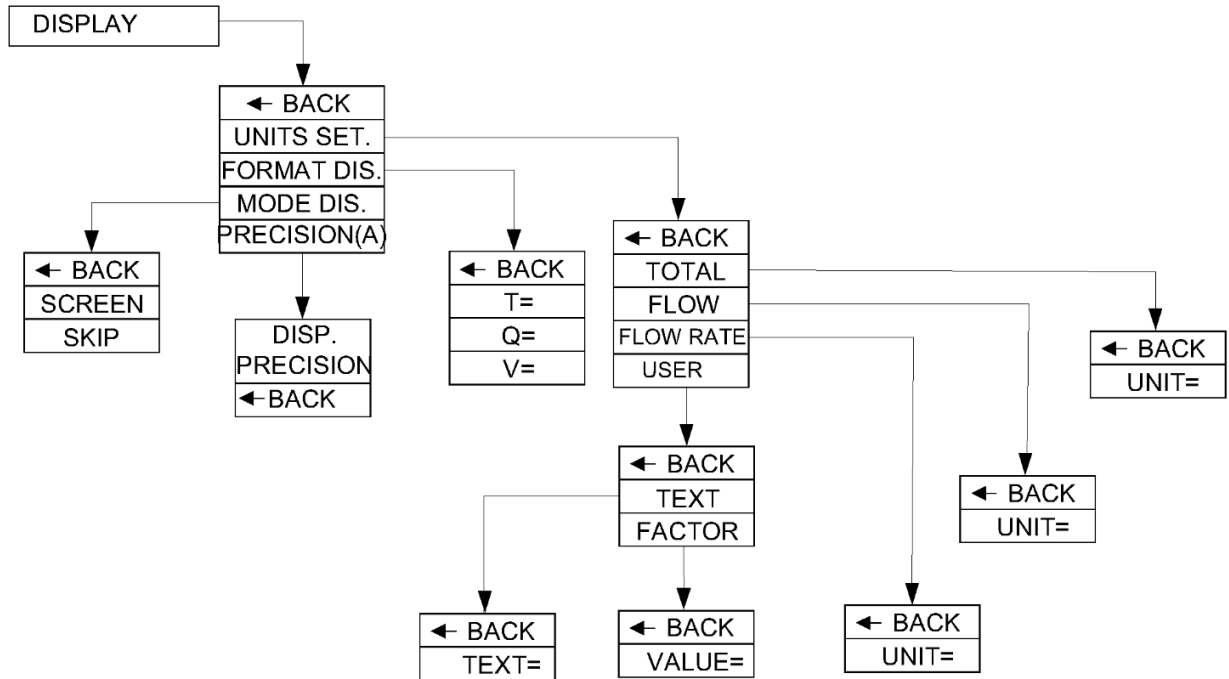 DISPLAY
← BACK
UNITS SET.
FORMAT DIS.
MODE DIS.
PRECISION(A)
← BACK
SCREEN
SKIP
DISP.
PRECISION
←BACK
← BACK
T=
Q=
V=
← BACK
TOTAL
FLOW
FLOW RATE
USER
← BACK
UNIT=
← BACK
UNIT=
← BACK
UNIT=
← BACK
TEXT
FACTOR
← BACK
TEXT=
← BACK
VALUE=